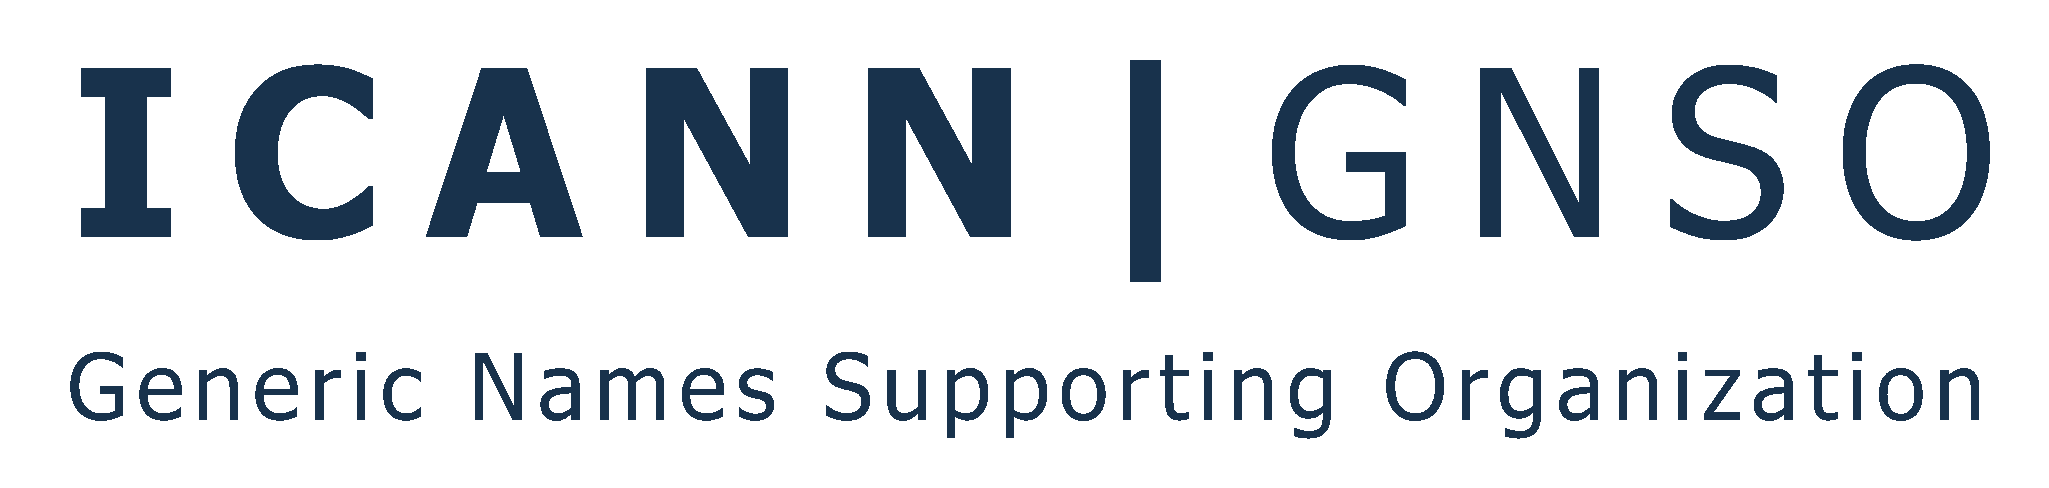 ICANN | GNSO
Generic Names Supporting Organization